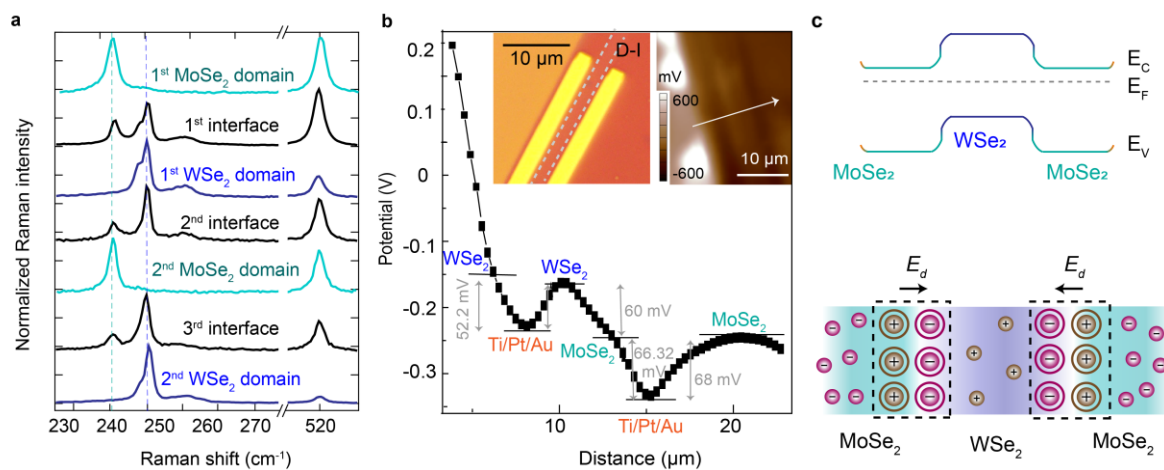 a
Normalized Raman intensity
1st MoSe2 domain
1st interface
1st WSe2 domain
2nd interface
2nd MoSe2 domain
3rd interface
2nd WSe2 domain
230 240 250 260 270 520
Raman shift (cm-1)
b
Potential (V)
0.2
0.1
0
-0.1
-0.2
-0.3
10 μm
D-I
mV
600
-600
10 μm
WSe2
WSe2
52.2 mV
60 mV
Ti/Pt/Au
MoSe2
MoSe2
66.32
mV
68 mV
Ti/Pt/Au
10 20
Distance (μm)
c
EC
EF
WSe2
EV
MoSe2 MoSe2
Ed Ed
MoSe2 WSe2 MoSe2